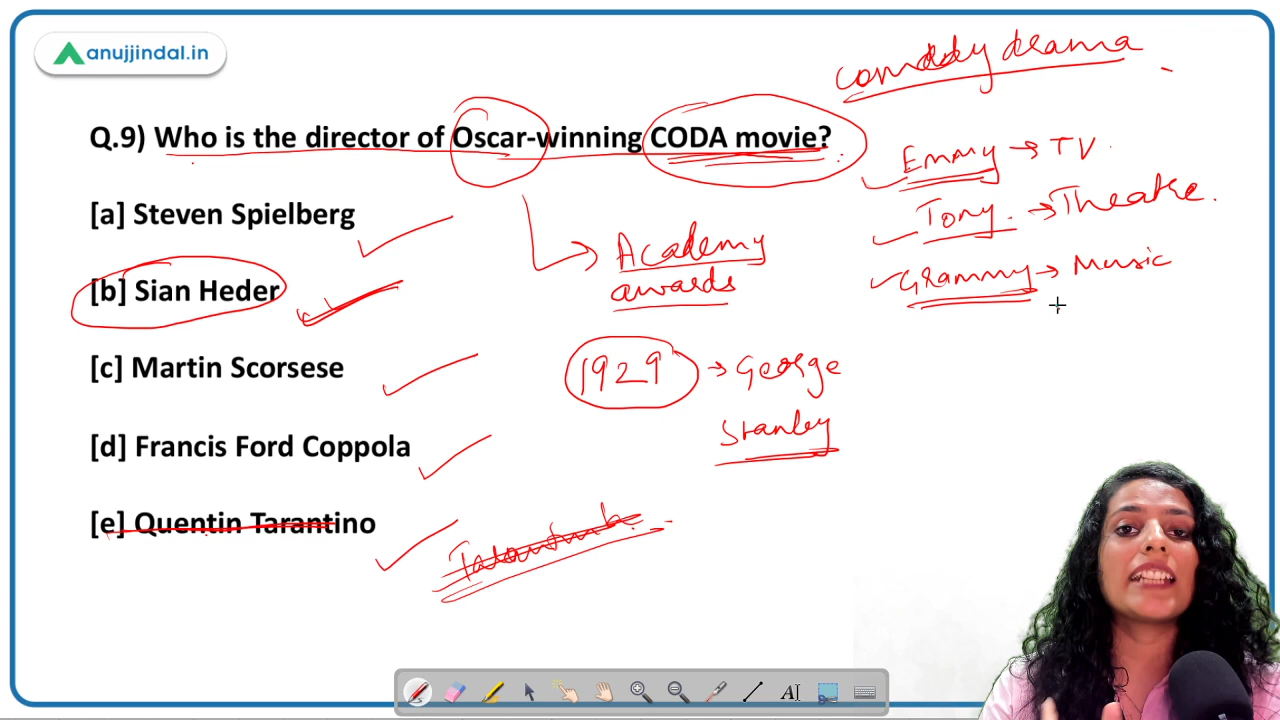 anujjindal.in
comddy drama
Q.9) Who is the director of Oscar-winning CODA movie?
Emmy → TV
[a] Steven Spielberg
Tony → Theatre.
Academy
awards
Grammy → Music
[b] Sian Heder
[c] Martin Scorsese
1929 → George
Stanley
[d] Francis Ford Coppola
[e] Quentin Tarantino